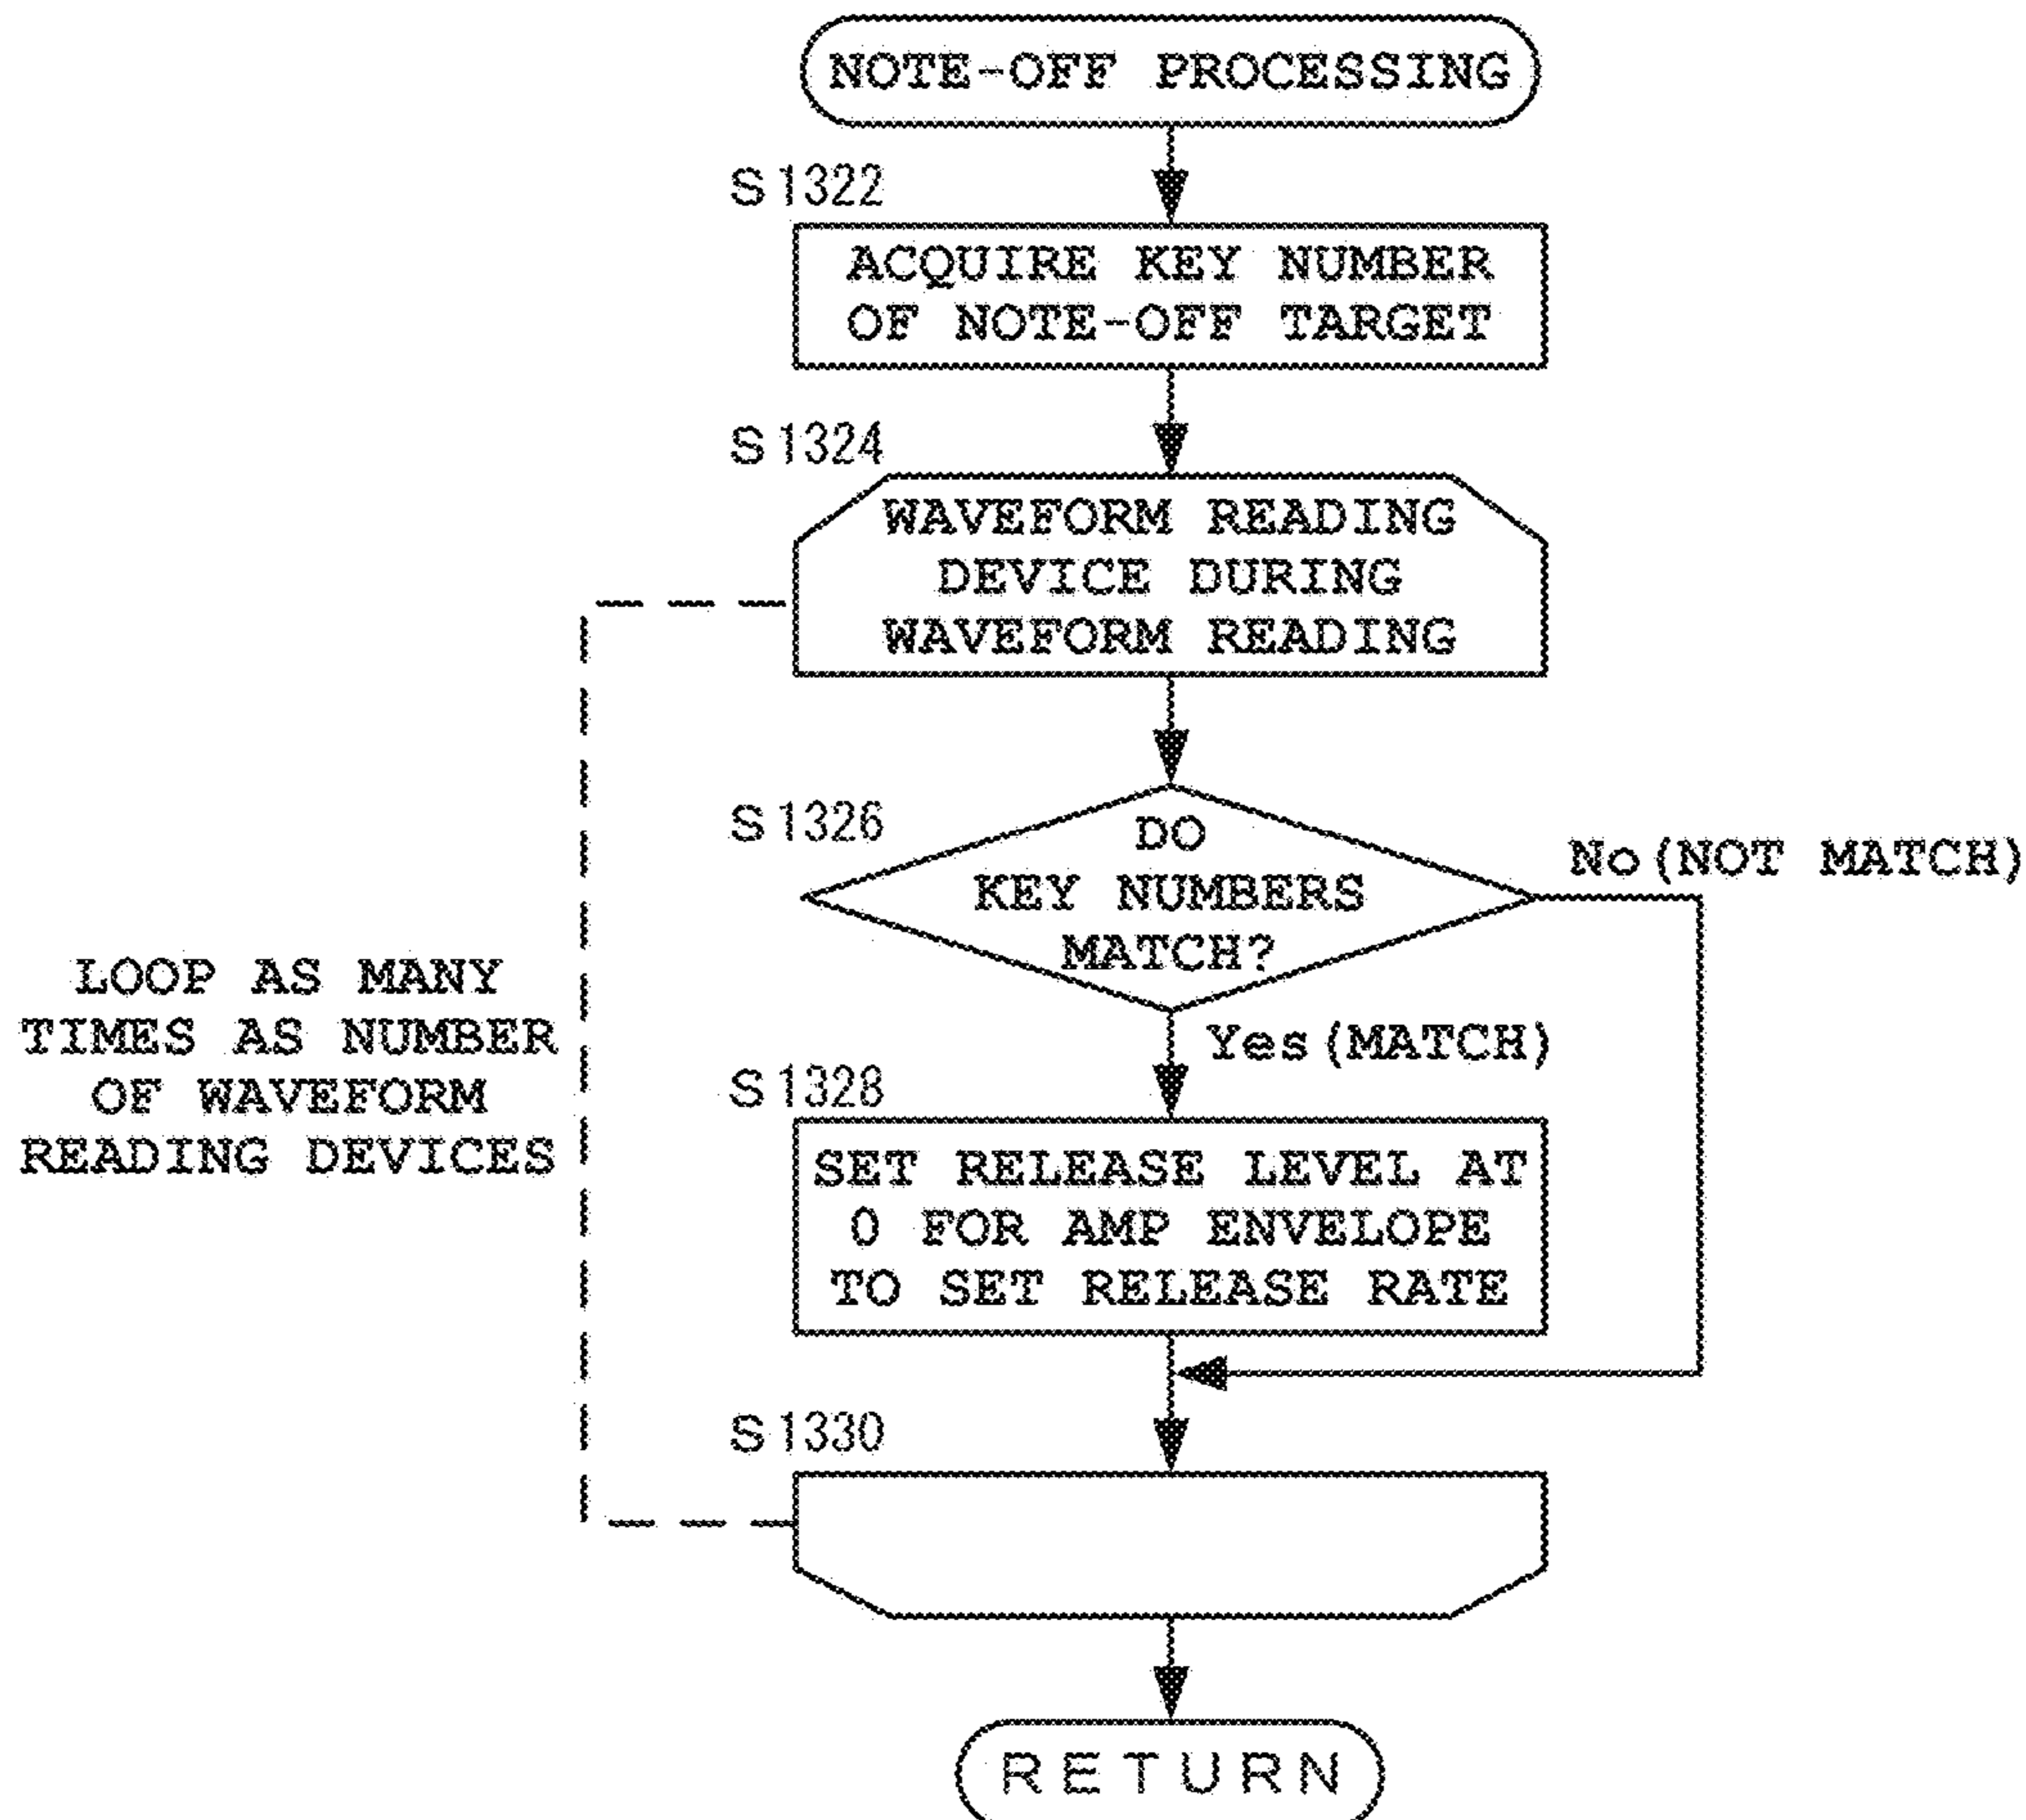 NOTE-OFF PROCESSING
S1322
ACQUIRE KEY NUMBER
OF NOTE-OFF TARGET
S1324
WAVEFORM READING
DEVICE DURING
WAVEFORM READING
S1326
DO
KEY NUMBERS
MATCH?
No(NOT MATCH)
Yes(MATCH)
LOOP AS MANY
TIMES AS NUMBER
OF WAVEFORM
READING DEVICES
S1328
SET RELEASE LEVEL AT
0 FOR AMP ENVELOPE
TO SET RELEASE RATE
S1330
RETURN